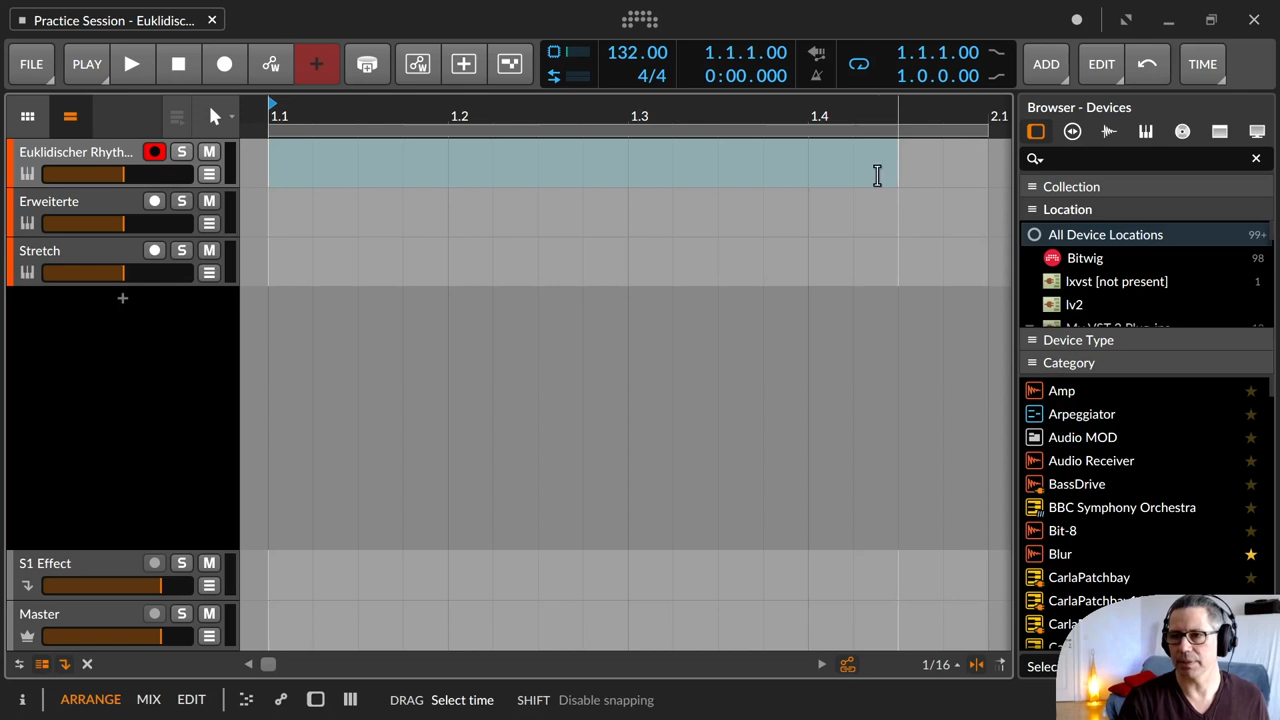 Practice Session - Euklidisc...
FILE
PLAY
132.00
4/4
1.1.1.00
0:00.000
1.1.1.00
1.0.0.00
ADD
EDIT
TIME
1.1
1.2
1.3
1.4
2.1
Euklidischer Rhyth...
S
M
Erweiterte
S
M
Stretch
S
M
S1 Effect
S
M
Master
S
M
1/16
ARRANGE
MIX
EDIT
DRAG
Select time
SHIFT
Disable snapping
Browser - Devices
Collection
Location
All Device Locations
99+
Bitwig
98
lxvst [not present]
1
lv2
Device Type
Category
Amp
Arpeggiator
Audio MOD
Audio Receiver
BassDrive
BBC Symphony Orchestra
Bit-8
Blur
CarlaPatchbay